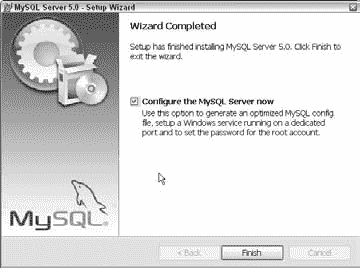 MySQL Server 5.0 - Setup Wizard
Wizard Completed
Setup has finished installing MySQL Server 5.0. Click Finish to
exit the wizard.
Configure the MySQL Server now
Use this option to generate an optimized MySQL config
file, setup a Windows service running on a dedicated
port and to set the password for the root account.
MySQL
< Back
Finish
Cancel